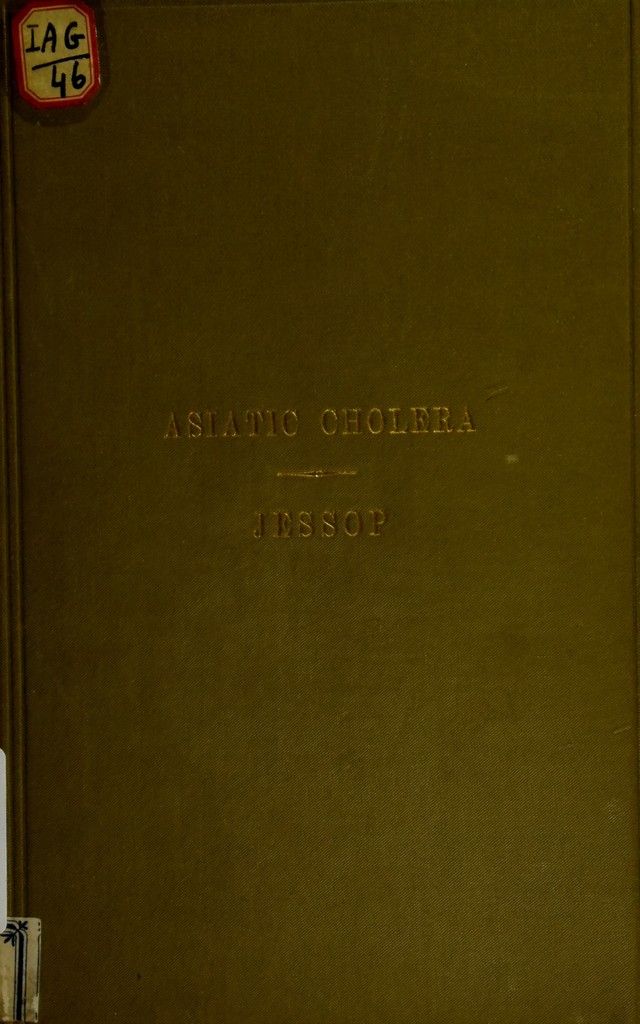 IAG
46
ASIATIC CHOLERA
JESSOP